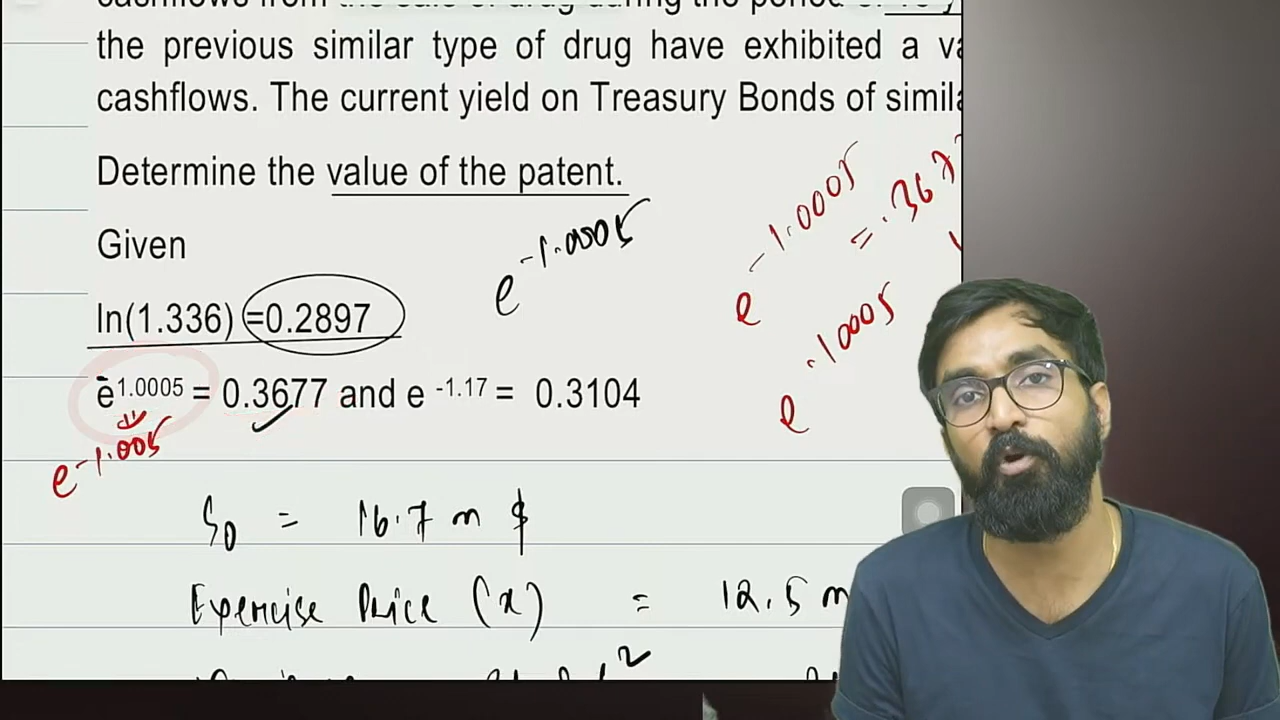 the previous similar type of drug have exhibited a va
cashflows. The current yield on Treasury Bonds of simila
Determine the value of the patent.
Given
ln(1.336) =0.2897
e^-1.0005
e^-1.0005 = .367
e^.10005
e^-1.0005 = 0.3677 and e^-1.17 = 0.3104
e^-1.005
S0 = 16.7 m $
Exercise Price (x) = 12.5 m